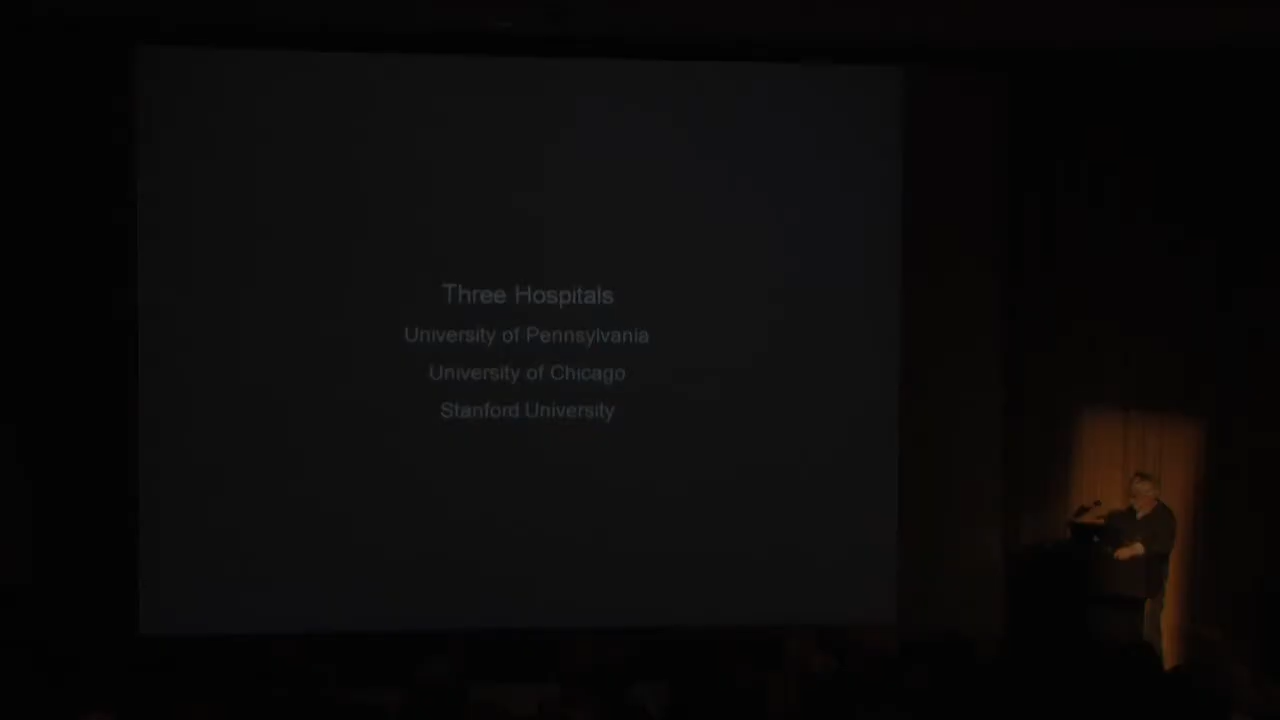 Three Hospitals
University of Pennsylvania
University of Chicago
Stanford University